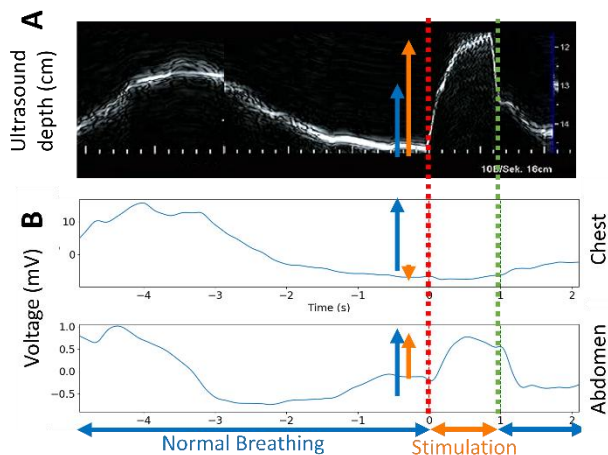 A
Ultrasound
depth (cm)
12
13
14
10B/Sek. 16cm
B
Voltage (mV)
10
0
Chest
-4
-3
-2
-1
0
1
2
Time (s)
1.0
0.5
0.0
-0.5
Abdomen
-4
-3
-2
-1
0
1
2
Normal Breathing
Stimulation